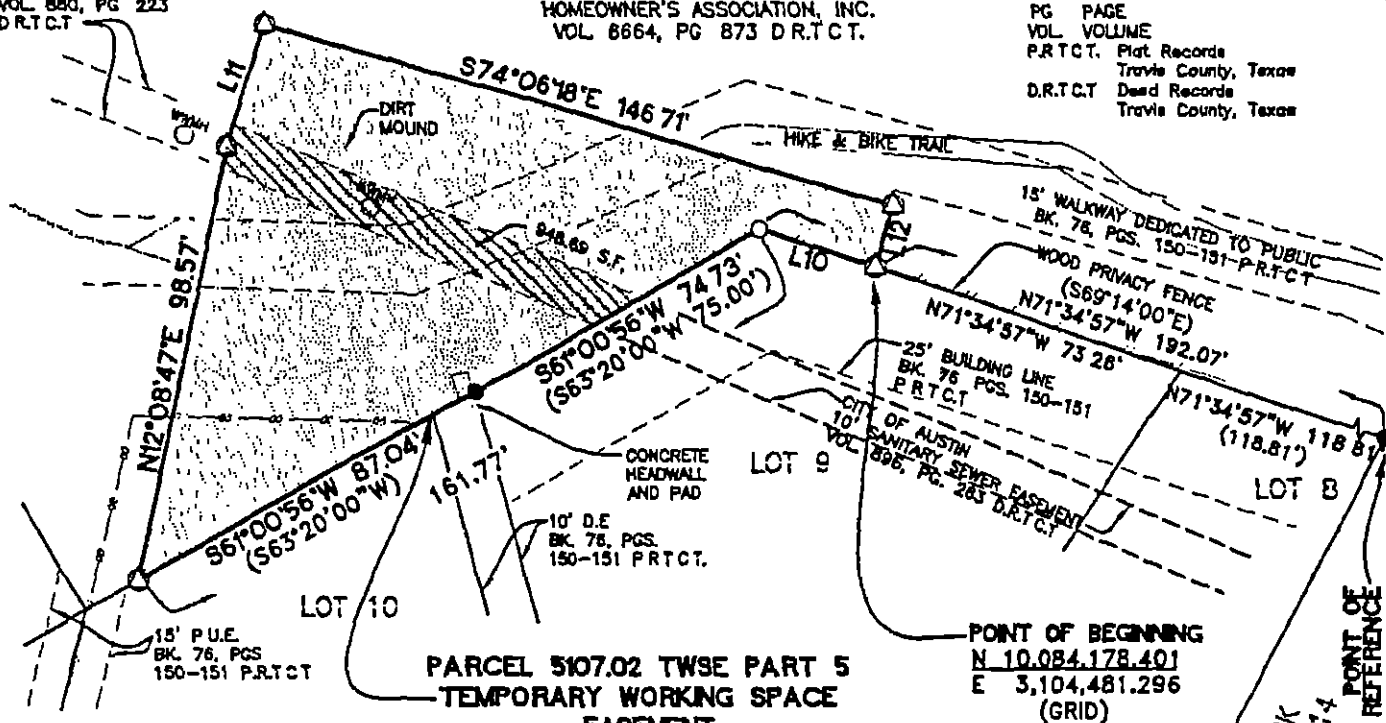 VOL. 880, PG 223
D R.T C.T
HOMEOWNER'S ASSOCIATION, INC.
VOL 8664, PG 873 D R.T.C T.
PG PAGE
VOL VOLUME
P.R T C T. Plat Records
Travis County, Texas
D.R.T C.T Deed Records
Travis County, Texas
L11
S74°06'18"E 146 71'
DIRT
MOUND
HIKE & BIKE TRAIL
15' WALKWAY DEDICATED TO PUBLIC
BK. 76, PGS. 150-151 P.R.T.C T
948.69 S.F.
L12
L10
WOOD PRIVACY FENCE
(S69°14'00"E)
N71°34'57"W 192.07'
N71°34'57"W 73 26'
N71°34'57"W 118 81'
(118.81')
N12°08'47"E 98.57'
S61°00'56"W 74 73'
(S63°20'00"W 75.00')
25' BUILDING LINE
BK. 76, PGS. 150-151
P R T C.T
CITY OF AUSTIN
10' SANITARY SEWER EASEMENT
VOL 896, PG. 283 D.R.T C.T
S61°00'56"W 87.04'
(S63°20'00"W)
161.77'
CONCRETE
HEADWALL
AND PAD
LOT 9
LOT 8
10' D.E
BK. 76, PGS.
150-151 P R T C T.
LOT 10
15' P U.E.
BK. 76, PGS
150-151 P.R.T C T
PARCEL 5107.02 TWSE PART 5
TEMPORARY WORKING SPACE
EASEMENT
POINT OF BEGINNING
N 10,084,178.401
E 3,104,481.296
(GRID)
POINT OF
REFERENCE